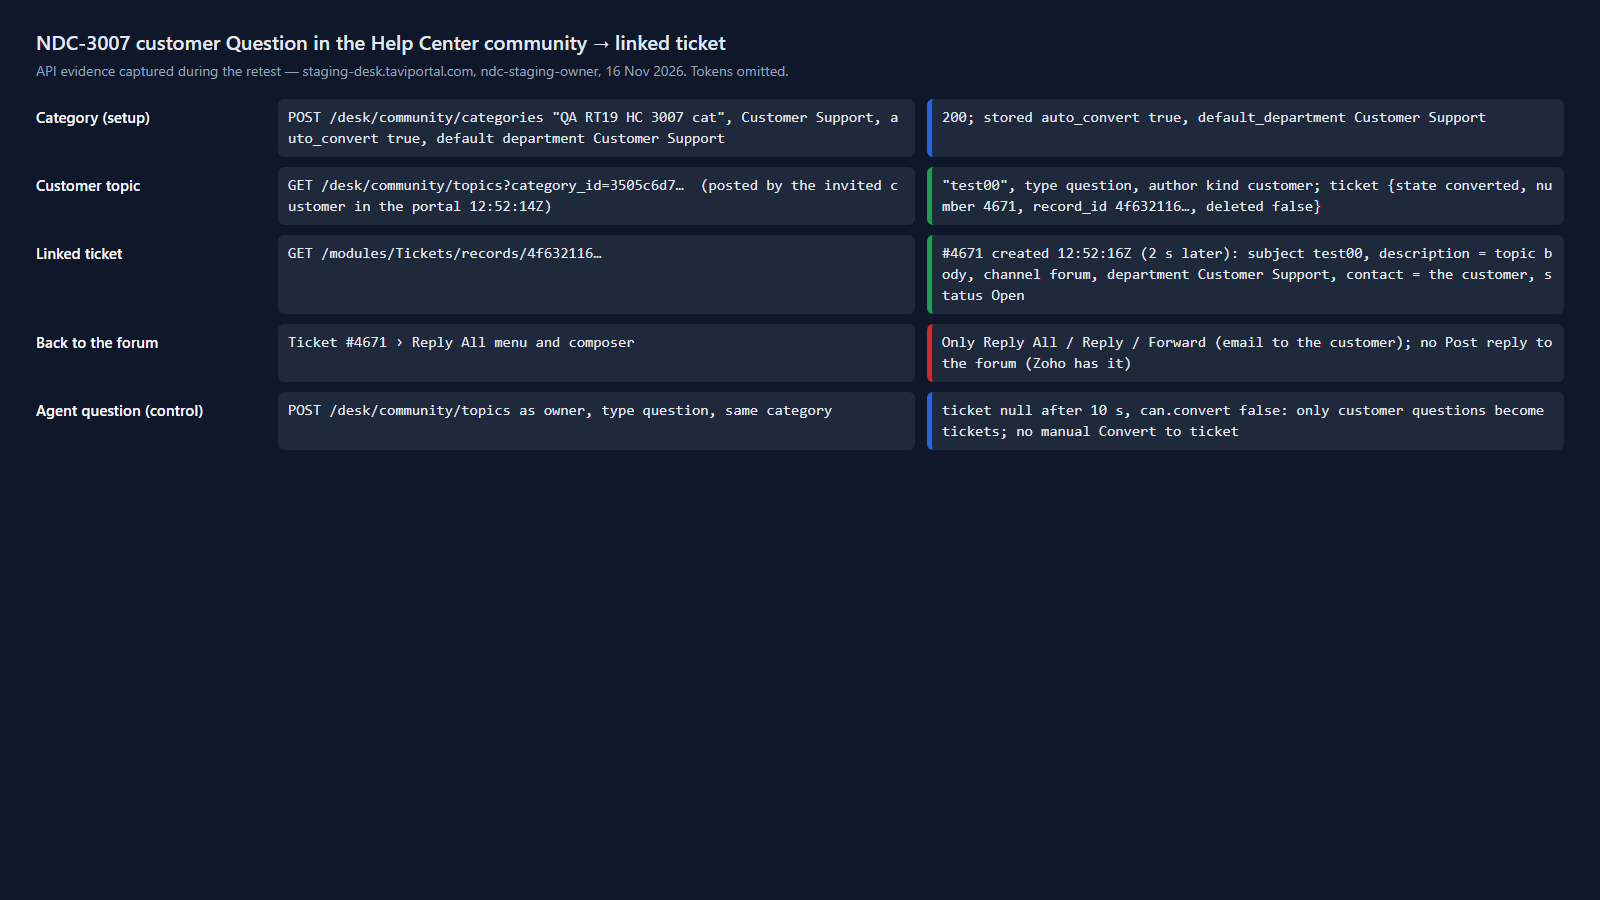 NDC-3007 customer Question in the Help Center community → linked ticket
API evidence captured during the retest — staging-desk.taviportal.com, ndc-staging-owner, 16 Nov 2026. Tokens omitted.
Category (setup)
POST /desk/community/categories "QA RT19 HC 3007 cat", Customer Support, a
uto_convert true, default department Customer Support
200; stored auto_convert true, default_department Customer Support
Customer topic
GET /desk/community/topics?category_id=3505c6d7…  (posted by the invited c
ustomer in the portal 12:52:14Z)
"test00", type question, author kind customer; ticket {state converted, nu
mber 4671, record_id 4f632116…, deleted false}
Linked ticket
GET /modules/Tickets/records/4f632116…
#4671 created 12:52:16Z (2 s later): subject test00, description = topic b
ody, channel forum, department Customer Support, contact = the customer, s
tatus Open
Back to the forum
Ticket #4671 › Reply All menu and composer
Only Reply All / Reply / Forward (email to the customer); no Post reply to
the forum (Zoho has it)
Agent question (control)
POST /desk/community/topics as owner, type question, same category
ticket null after 10 s, can.convert false: only customer questions become
tickets; no manual Convert to ticket